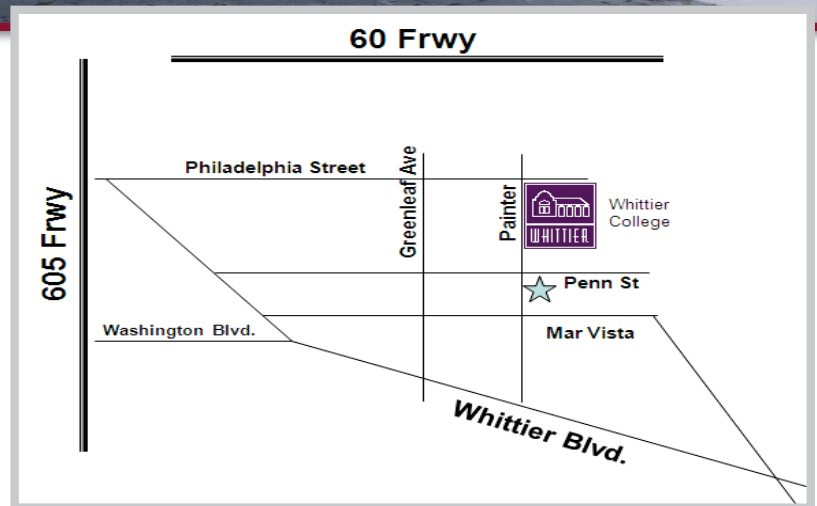 60 Frwy
Philadelphia Street
Greenleaf Ave
Painter
WHITTIER
Whittier
College
605 Frwy
Penn St
Washington Blvd.
Mar Vista
Whittier Blvd.